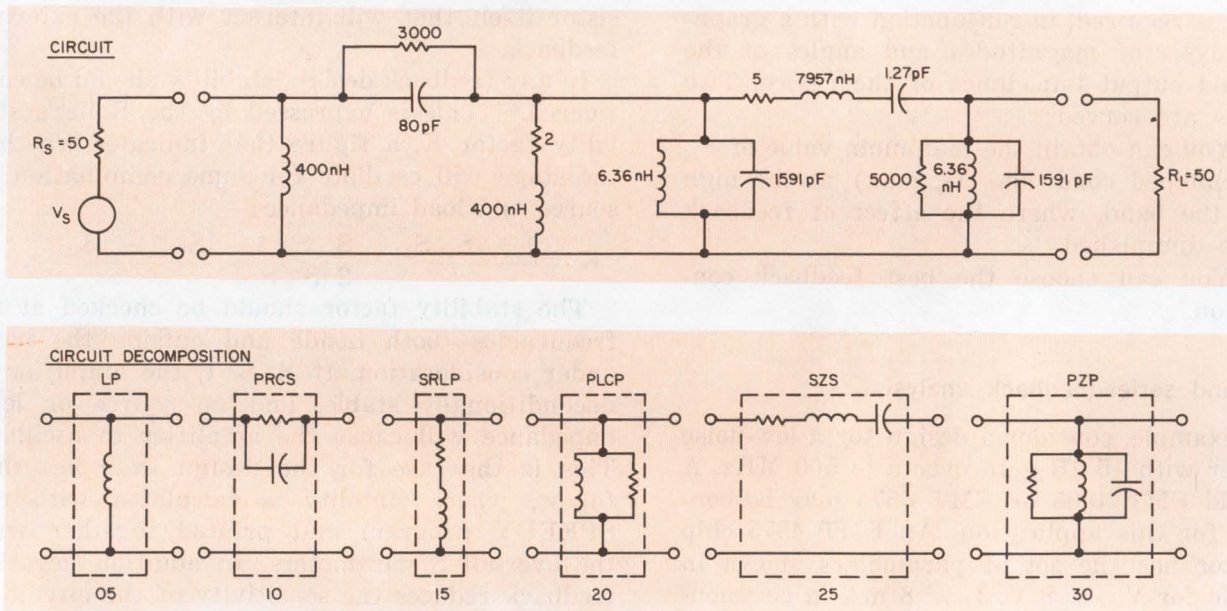 CIRCUIT
3000
80 pF
5
7957 nH
1.27pF
RS =50
VS
400nH
2
400nH
6.36 nH
1591 pF
5000
6.36 nH
1591 pF
RL=50
CIRCUIT DECOMPOSITION
LP
PRCS
SRLP
PLCP
SZS
PZP
05
10
15
20
25
30